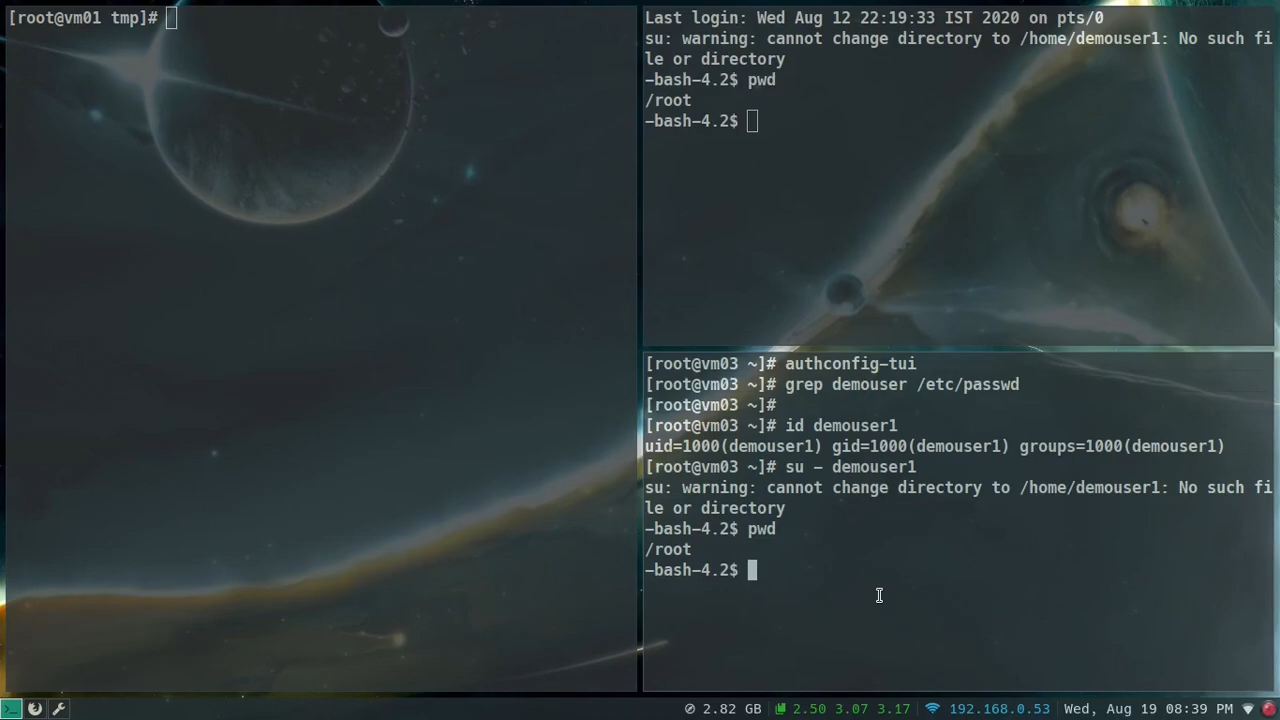 [root@vm01 tmp]#
Last login: Wed Aug 12 22:19:33 IST 2020 on pts/0
su: warning: cannot change directory to /home/demouser1: No such fi
le or directory
-bash-4.2$ pwd
/root
-bash-4.2$
[root@vm03 ~]# authconfig-tui
[root@vm03 ~]# grep demouser /etc/passwd
[root@vm03 ~]#
[root@vm03 ~]# id demouser1
uid=1000(demouser1) gid=1000(demouser1) groups=1000(demouser1)
[root@vm03 ~]# su - demouser1
su: warning: cannot change directory to /home/demouser1: No such fi
le or directory
-bash-4.2$ pwd
/root
-bash-4.2$
2.82 GB 2.50 3.07 3.17 192.168.0.53 Wed, Aug 19 08:39 PM